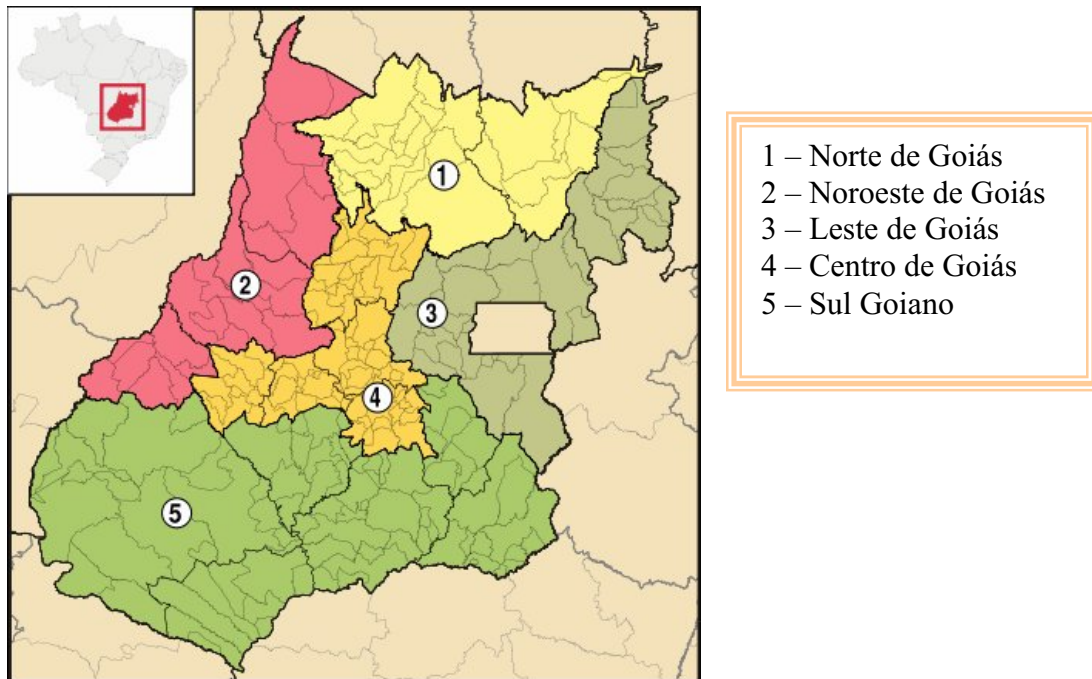 1
2
3
4
5
1 – Norte de Goiás
2 – Noroeste de Goiás
3 – Leste de Goiás
4 – Centro de Goiás
5 – Sul Goiano